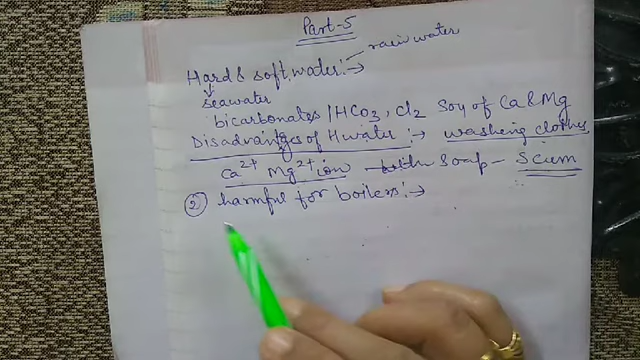 Part-5
rain water
Hard & soft water :→
seawater
bicarbonates / HCO3, Cl2 SO4 of Ca & Mg
Disadvantages of H water :→ washing clothes
Ca2+ Mg2+ ion with soap - Scum
② harmful for boilers :→